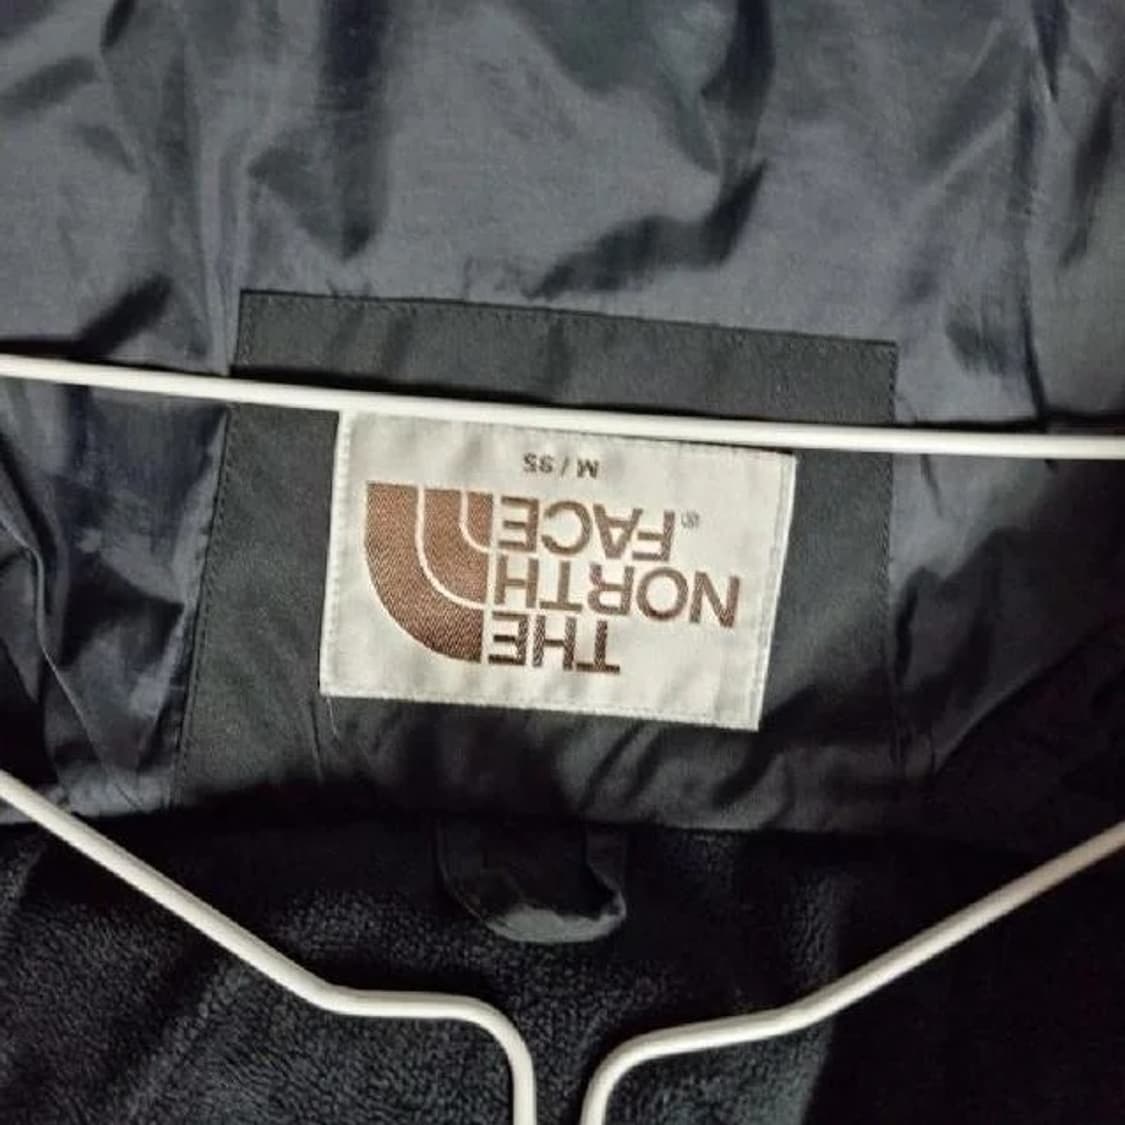 THE
NORTH
FACE®
M / 95